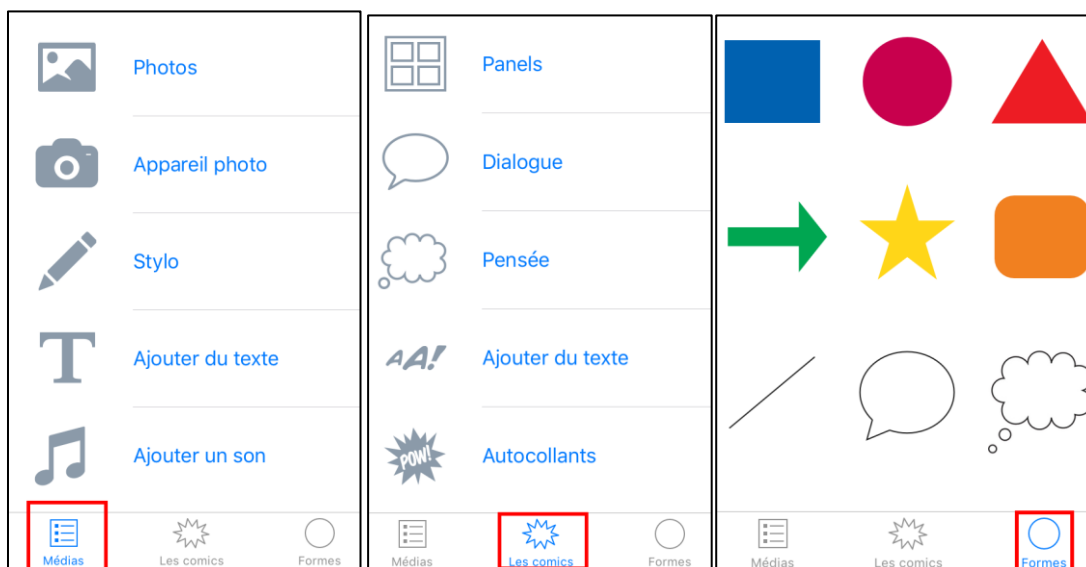 Photos
Appareil photo
Stylo
T
Ajouter du texte
Ajouter un son
Médias
Les comics
Formes
Panels
Dialogue
Pensée
AA!
Ajouter du texte
POW!
Autocollants
Médias
Les comics
Formes
Médias
Les comics
Formes